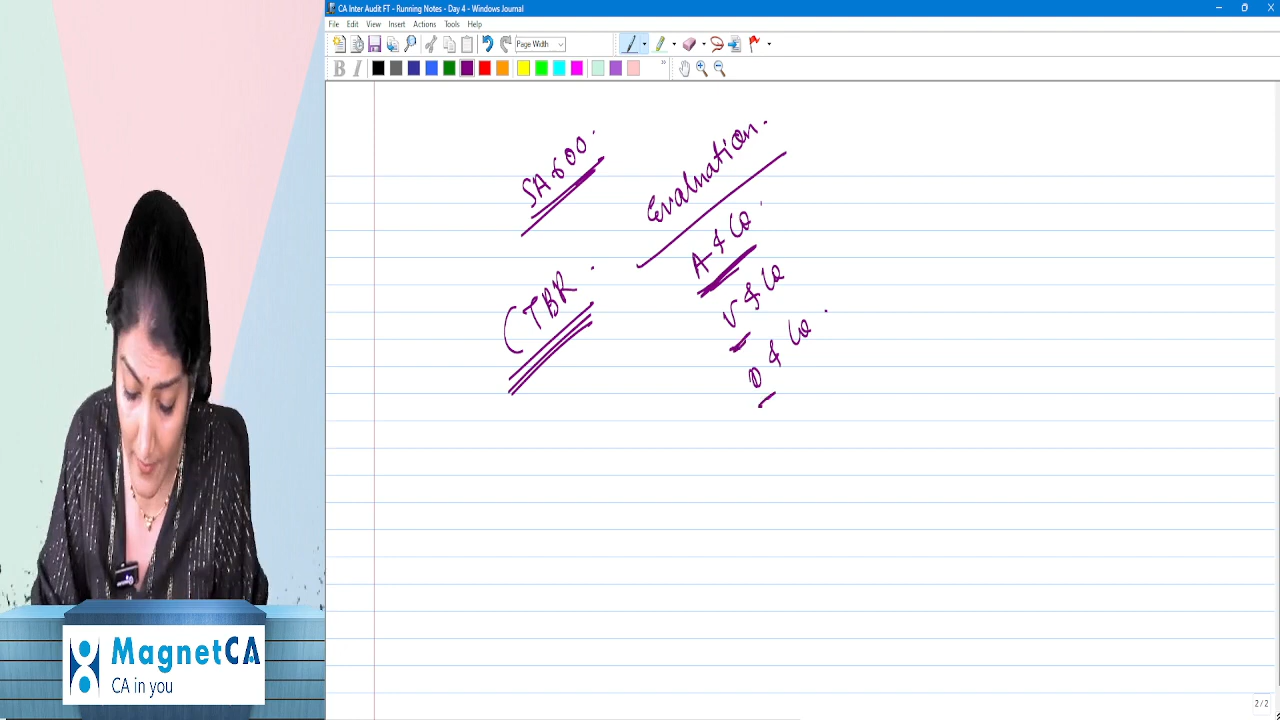 CA Inter Audit FT - Running Notes - Day 4 - Windows Journal
File Edit View Insert Actions Tools Help
Page Width
B I
SA 600.
Evaluation.
A & Co.
(TBR.
V & Co
D & Co.
MagnetCA
CA in you
2 / 2